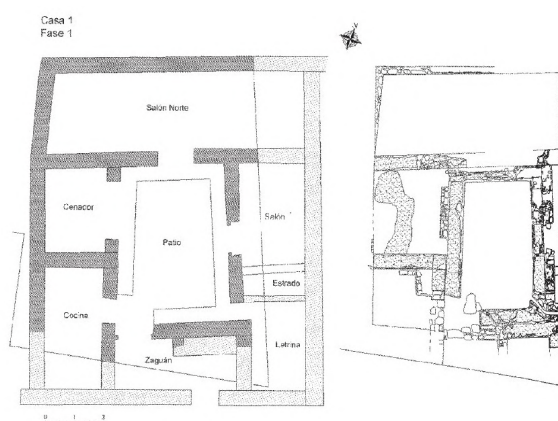 Casa 1
Fase 1
Salón Norte
Cenador
Salón
Patio
Estrado
Cocina
Letrina
Zaguán
0 1 3